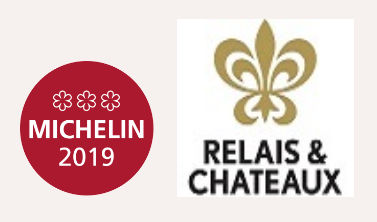 MICHELIN
2019
RELAIS &
CHATEAUX